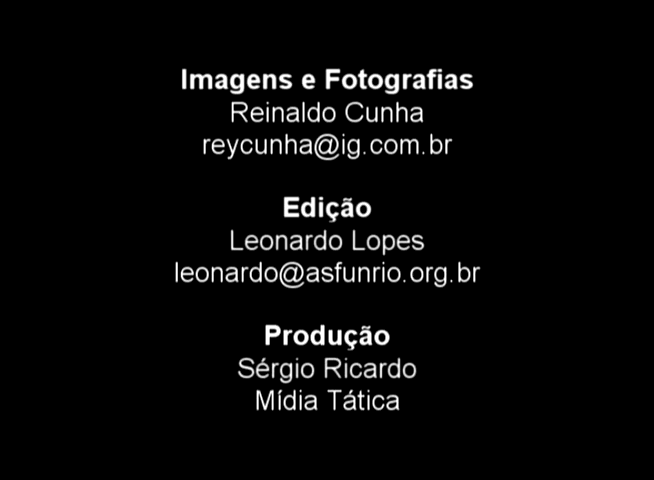 Imagens e Fotografias
Reinaldo Cunha
reycunha@ig.com.br
Edição
Leonardo Lopes
leonardo@asfunrio.org.br
Produção
Sérgio Ricardo
Mídia Tática